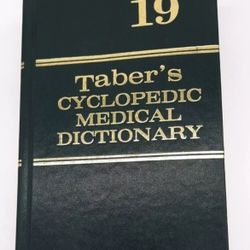 19
Taber's
CYCLOPEDIC
MEDICAL
DICTIONARY